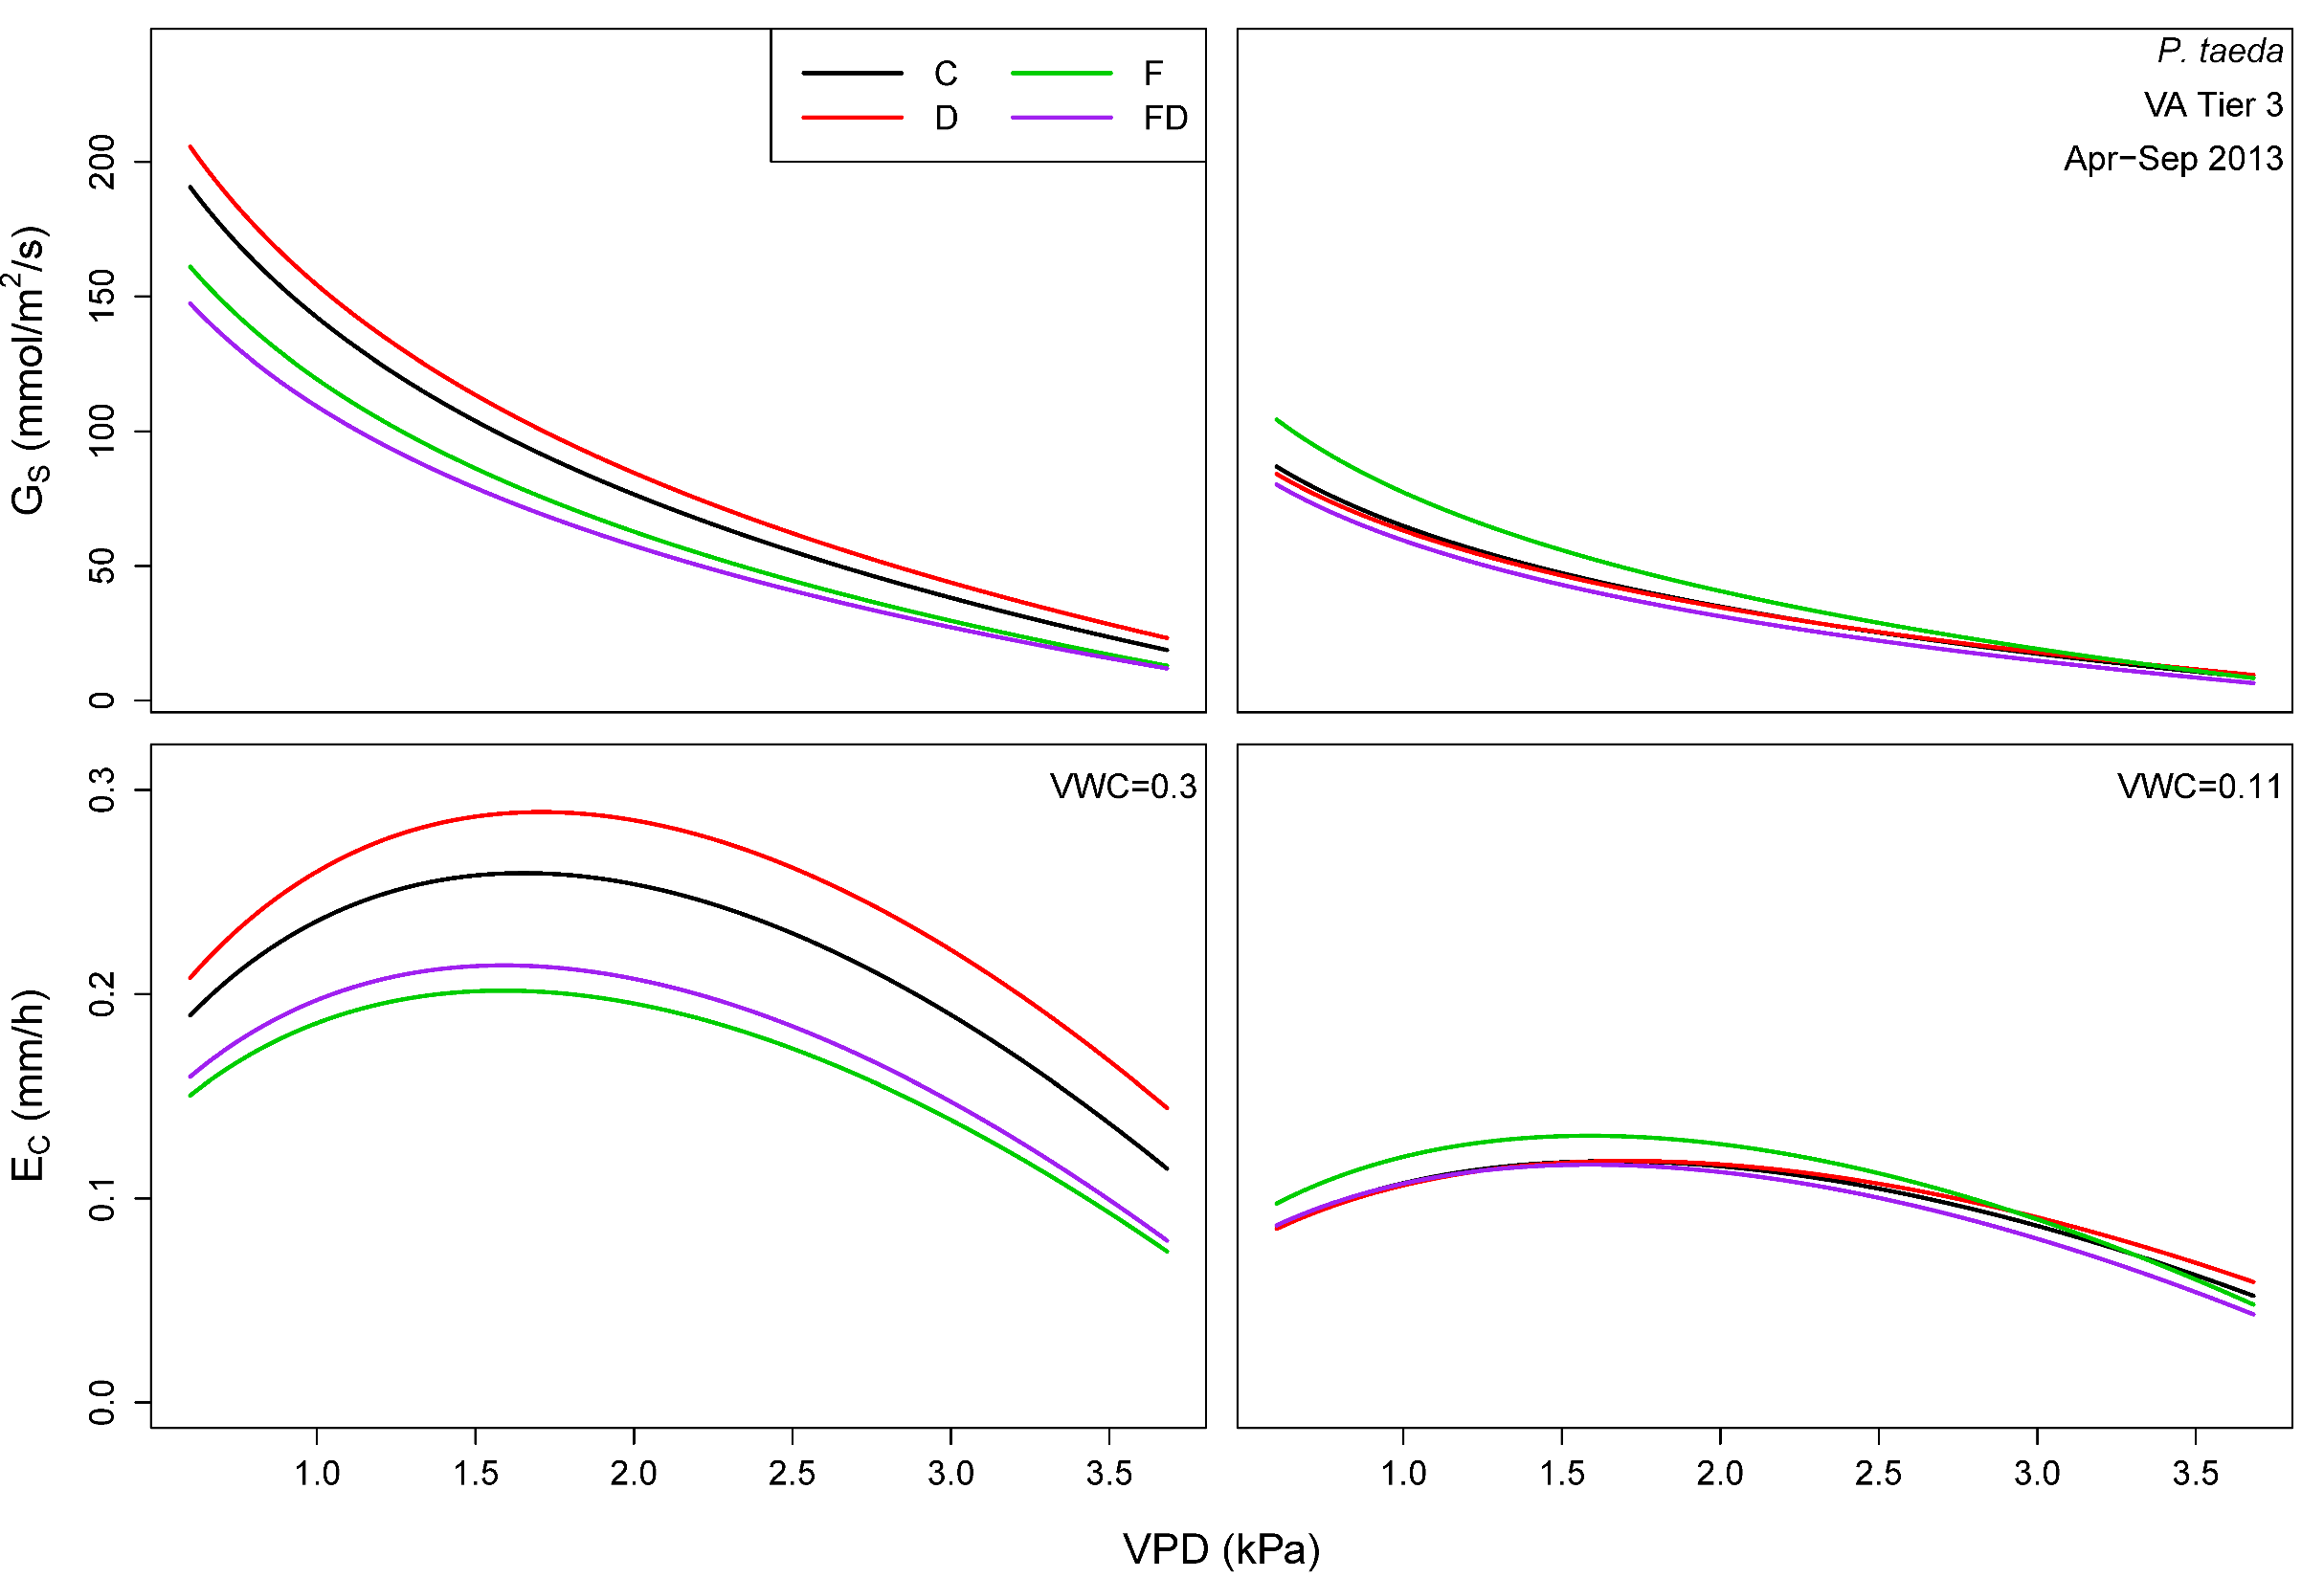 C F
D FD
P. taeda
VA Tier 3
Apr−Sep 2013
GS (mmol/m2/s)
200
150
100
50
0
VWC=0.3
VWC=0.11
EC (mm/h)
0.3
0.2
0.1
0.0
1.0 1.5 2.0 2.5 3.0 3.5
1.0 1.5 2.0 2.5 3.0 3.5
VPD (kPa)